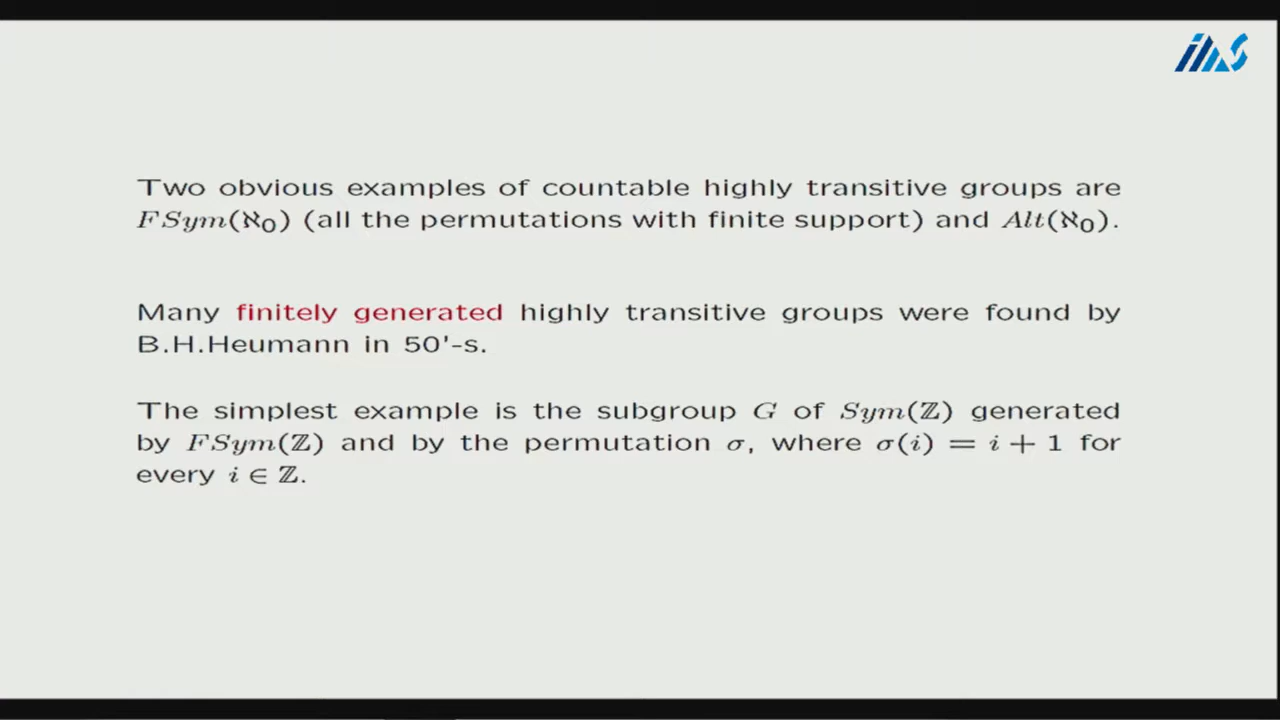 IMS
Two obvious examples of countable highly transitive groups are
FSym(ℵ₀) (all the permutations with finite support) and Alt(ℵ₀).
Many finitely generated highly transitive groups were found by
B.H.Heumann in 50'-s.
The simplest example is the subgroup G of Sym(ℤ) generated
by FSym(ℤ) and by the permutation σ, where σ(i) = i + 1 for
every i ∈ ℤ.